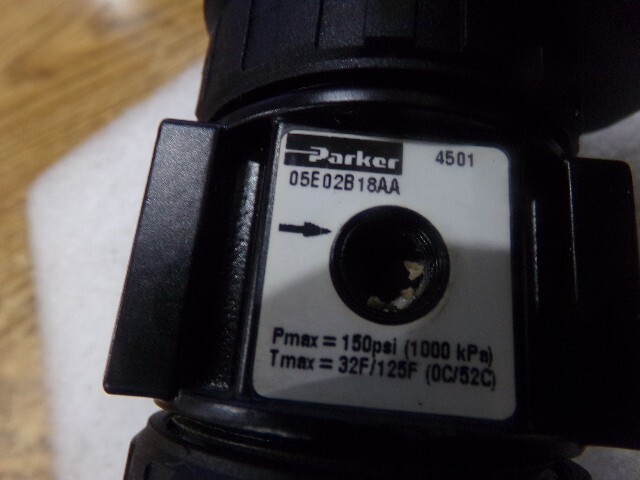 Parker 4501
05E02B18AA
Pmax = 150psi (1000 kPa)
Tmax = 32F/125F (0C/52C)